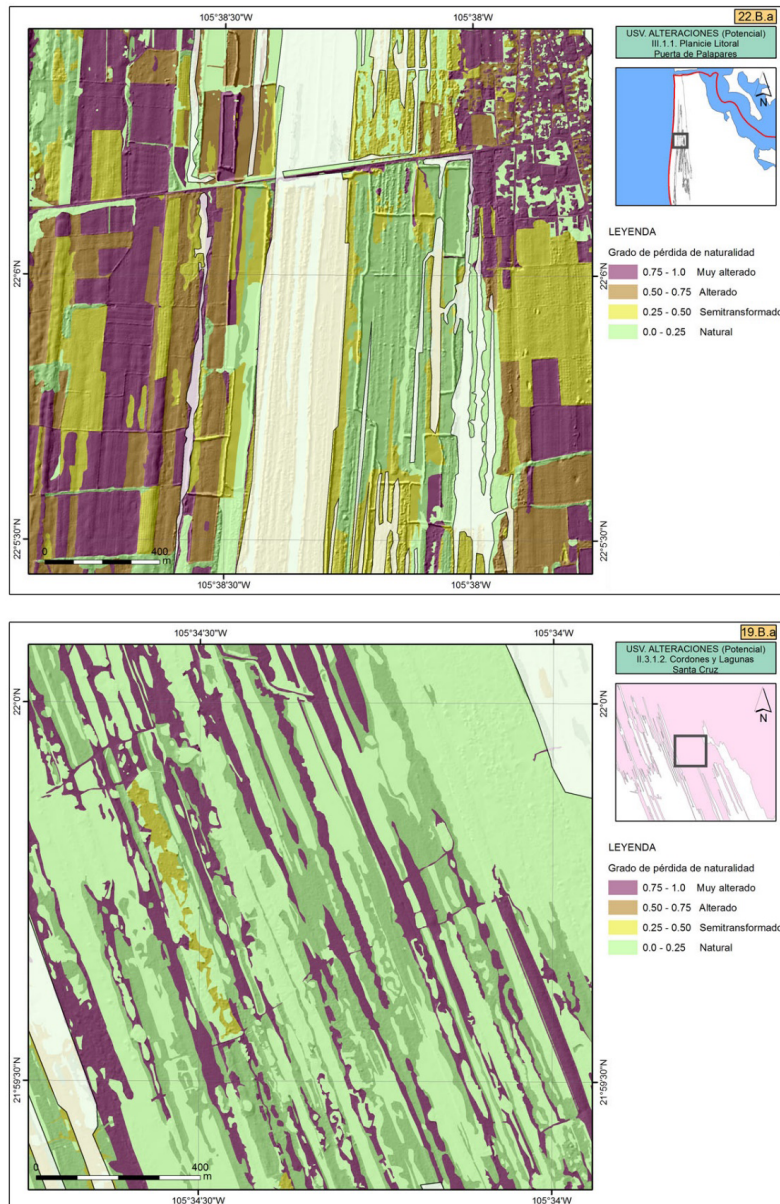 22.B.a
105°38'30"W
105°38'W
USV. ALTERACIONES (Potencial)
III.1.1. Planicie Litoral
Puerta de Palapares
N
22°6'N
22°6'N
LEYENDA
Grado de pérdida de naturalidad
0.75 - 1.0 Muy alterado
0.50 - 0.75 Alterado
0.25 - 0.50 Semitransformado
0.0 - 0.25 Natural
22°5'30"N
22°5'30"N
0
400
m
105°38'30"W
105°38'W
19.B.a
105°34'30"W
105°34'W
USV. ALTERACIONES (Potencial)
II.3.1.2. Cordones y Lagunas
Santa Cruz
N
22°0'N
22°0'N
LEYENDA
Grado de pérdida de naturalidad
0.75 - 1.0 Muy alterado
0.50 - 0.75 Alterado
0.25 - 0.50 Semitransformado
0.0 - 0.25 Natural
21°59'30"N
21°59'30"N
0
400
m
105°34'30"W
105°34'W